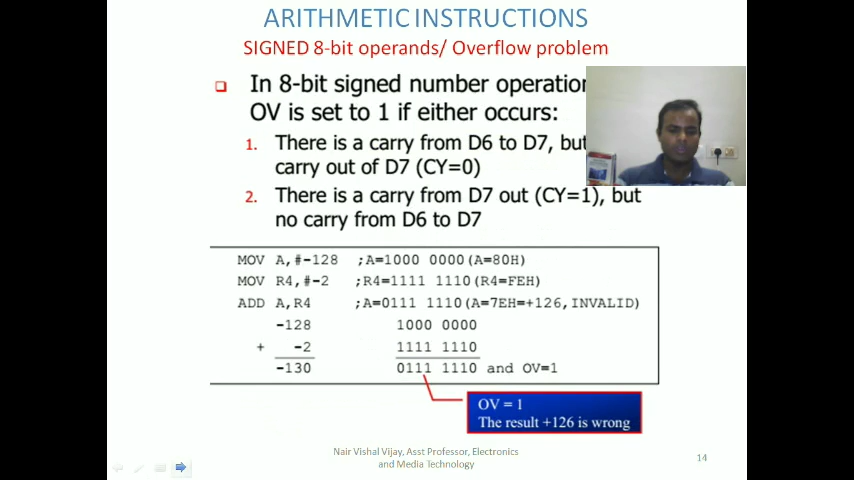 ARITHMETIC INSTRUCTIONS
SIGNED 8-bit operands/ Overflow problem
In 8-bit signed number operation
OV is set to 1 if either occurs:
1. There is a carry from D6 to D7, but
carry out of D7 (CY=0)
2. There is a carry from D7 out (CY=1), but
no carry from D6 to D7
MOV A,#-128 ;A=1000 0000(A=80H)
MOV R4,#-2 ;R4=1111 1110(R4=FEH)
ADD A,R4 ;A=0111 1110(A=7EH=+126,INVALID)
-128 1000 0000
+ -2 1111 1110
-130 0111 1110 and OV=1
OV = 1
The result +126 is wrong
Nair Vishal Vijay, Asst Professor, Electronics
and Media Technology
14